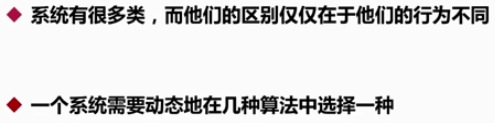 系统有很多类，而他们的区别仅仅在于他们的行为不同
一个系统需要动态地在几种算法中选择一种